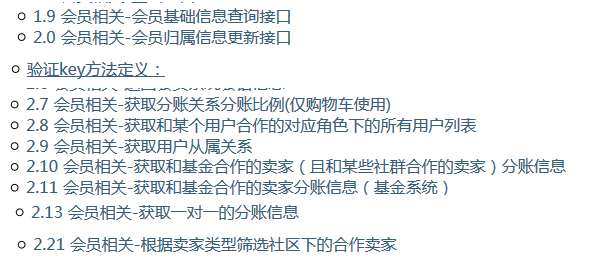 1.9 会员相关-会员基础信息查询接口
2.0 会员相关-会员归属信息更新接口
验证key方法定义：
2.7 会员相关-获取分账关系分账比例(仅购物车使用)
2.8 会员相关-获取和某个用户合作的对应角色下的所有用户列表
2.9 会员相关-获取用户从属关系
2.10 会员相关-获取和基金合作的卖家（且和某些社群合作的卖家）分账信息
2.11 会员相关-获取和基金合作的卖家分账信息（基金系统）
2.13 会员相关-获取一对一的分账信息
2.21 会员相关-根据卖家类型筛选社区下的合作卖家